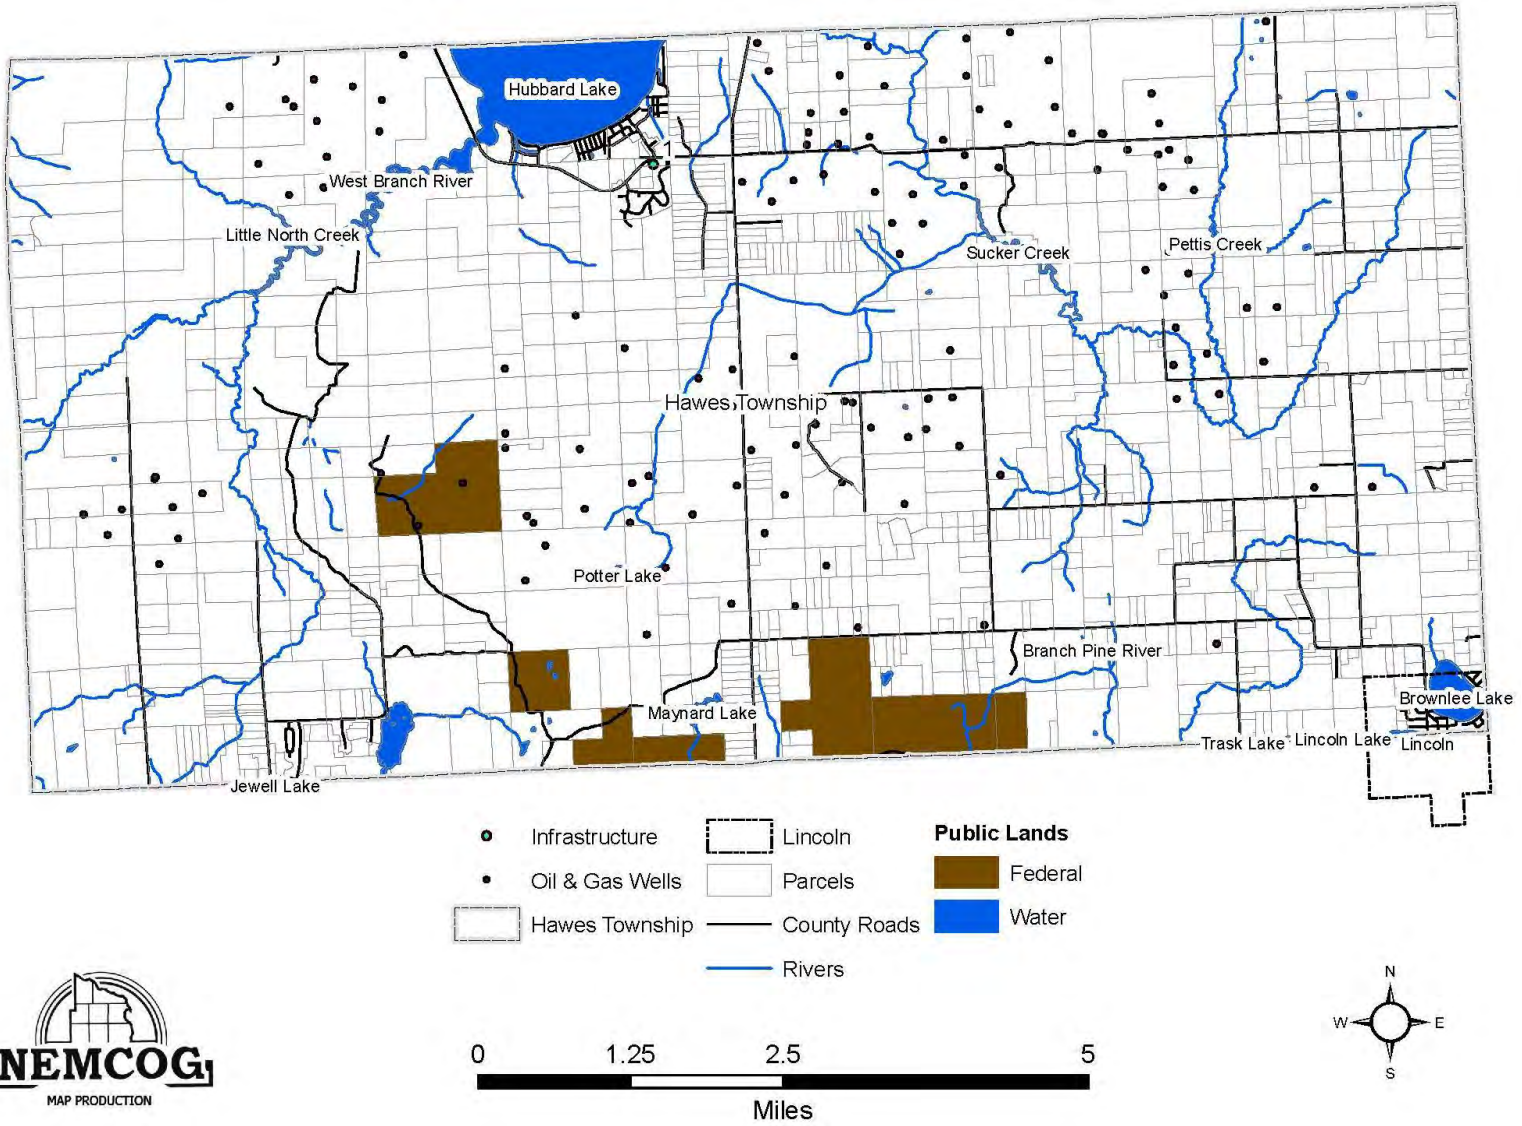 Hubbard Lake
West Branch River
Little North Creek
Sucker Creek
Pettis Creek
Hawes Township
Potter Lake
Branch Pine River
Brownlee Lake
Maynard Lake
Trask Lake
Lincoln Lake
Lincoln
Jewell Lake
Infrastructure
Oil & Gas Wells
Hawes Township
Lincoln
Parcels
County Roads
Rivers
Public Lands
Federal
Water
N
W
E
S
NEMCOG
MAP PRODUCTION
0 1.25 2.5 5
Miles